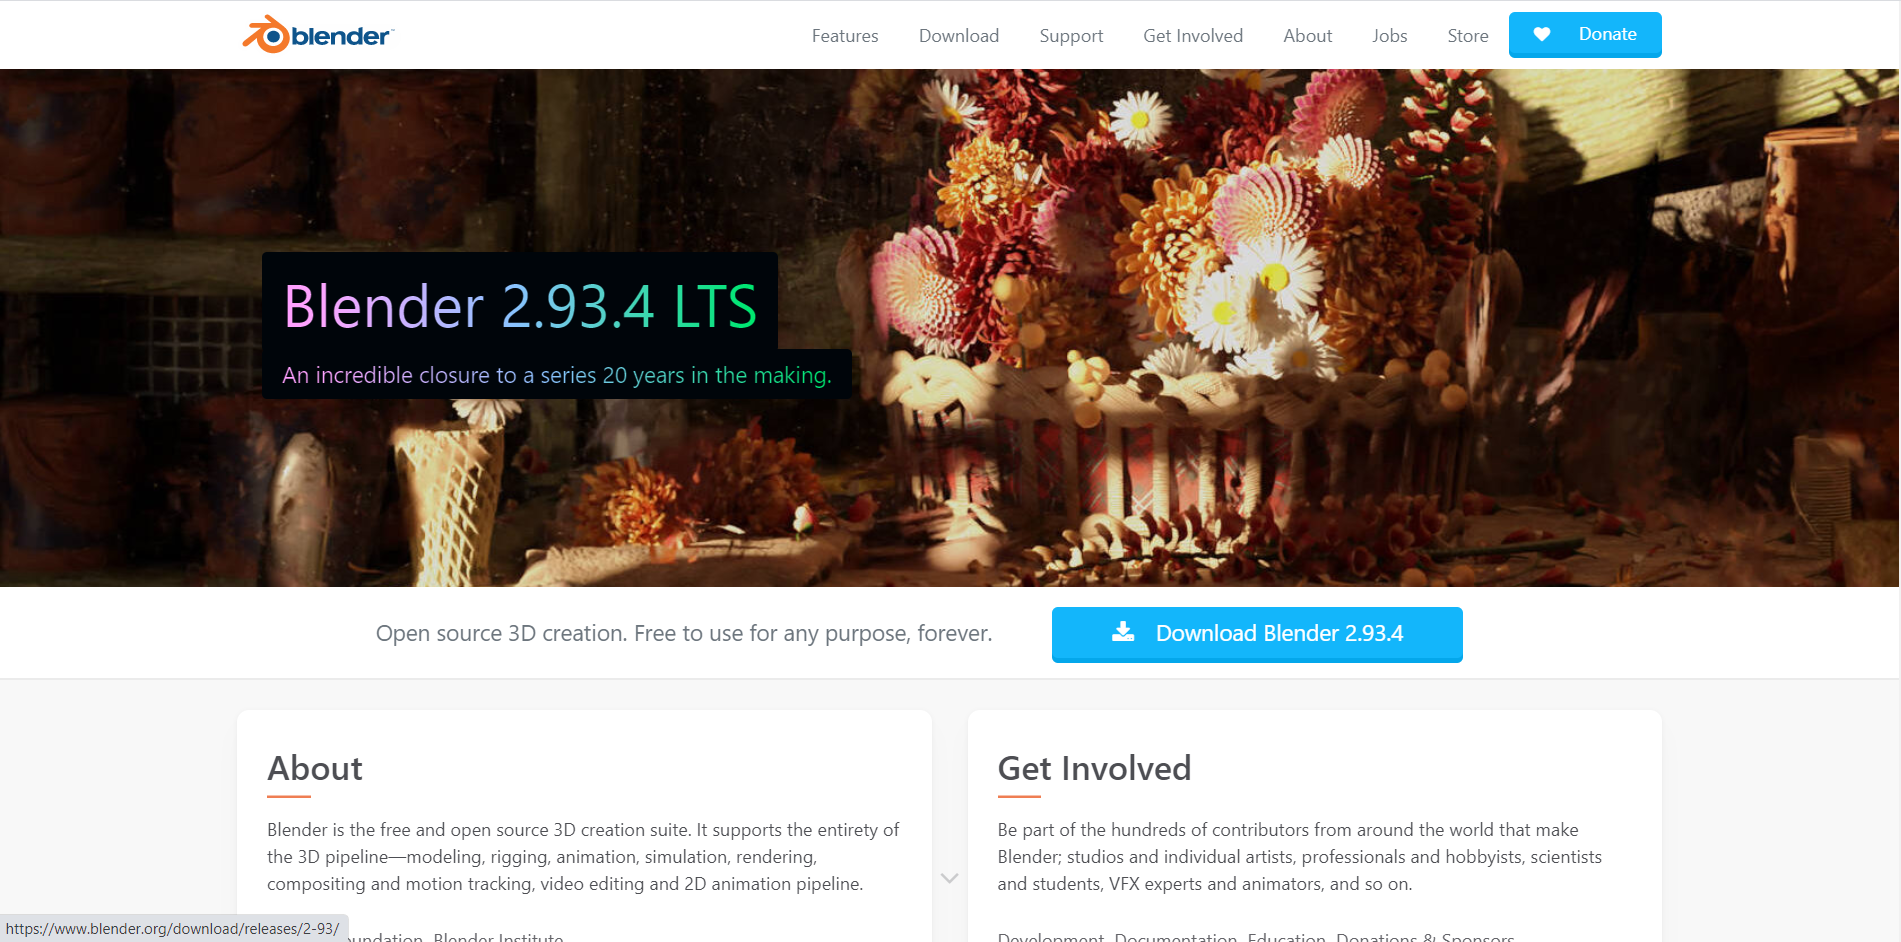 blender
Features Download Support Get Involved About Jobs Store Donate
Blender 2.93.4 LTS
An incredible closure to a series 20 years in the making.
Open source 3D creation. Free to use for any purpose, forever.
Download Blender 2.93.4
About
Blender is the free and open source 3D creation suite. It supports the entirety of
the 3D pipeline—modeling, rigging, animation, simulation, rendering,
compositing and motion tracking, video editing and 2D animation pipeline.
Blender Institute
Get Involved
Be part of the hundreds of contributors from around the world that make
Blender; studios and individual artists, professionals and hobbyists, scientists
and students, VFX experts and animators, and so on.
Development, Documentation, Education, Donations & Sponsors
https://www.blender.org/download/releases/2-93/